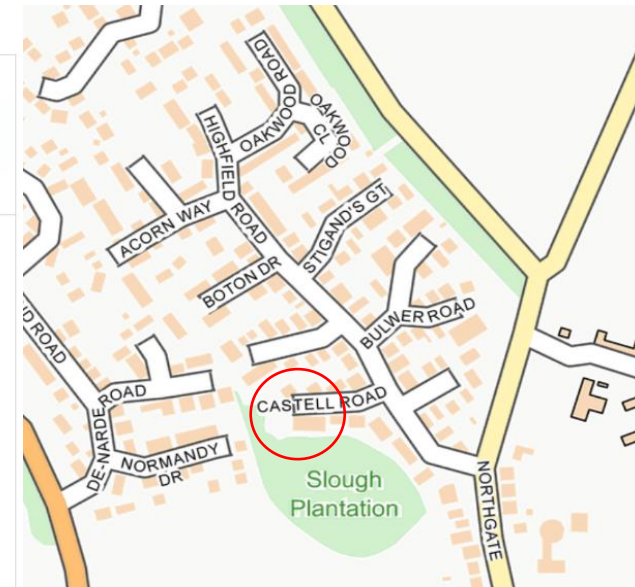 OAKWOOD ROAD
OAKWOOD
CL
HIGHFIELD ROAD
ACORN WAY
STIGAND'S GT
BOTON DR
BULWER ROAD
ROAD
CASTELL ROAD
DE-NARDE ROAD
NORMANDY
DR
Slough
Plantation
NORTHGATE